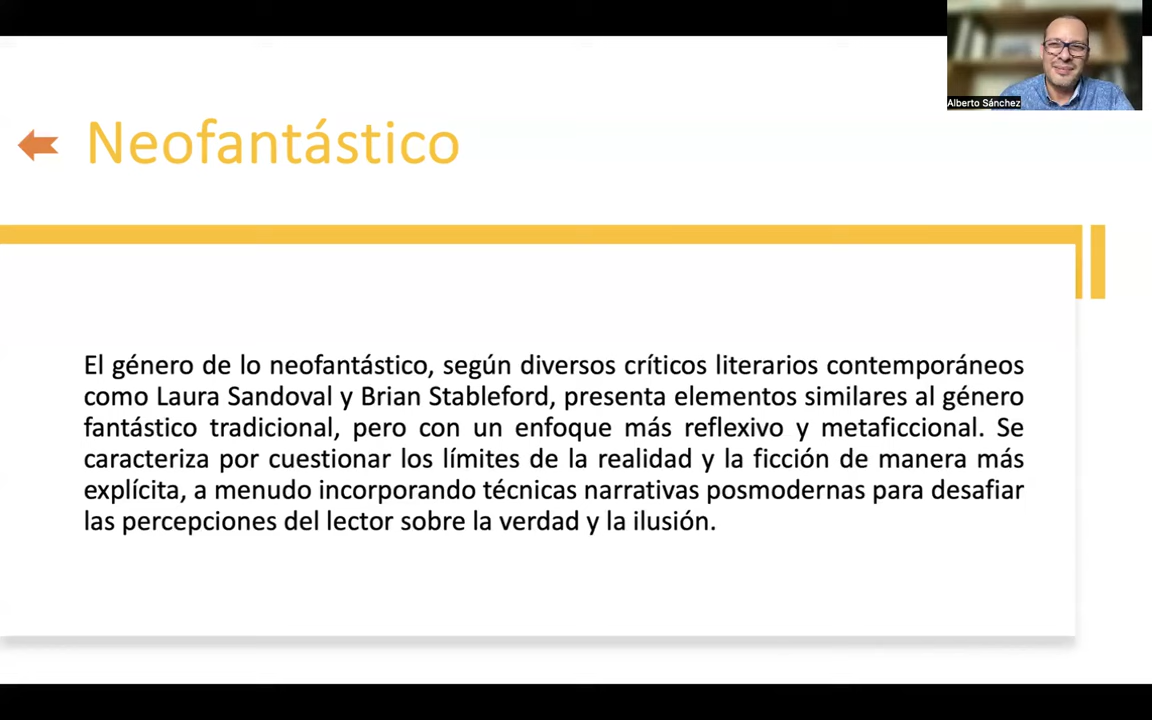 Alberto Sánchez
Neofantástico
El género de lo neofantástico, según diversos críticos literarios contemporáneos
como Laura Sandoval y Brian Stableford, presenta elementos similares al género
fantástico tradicional, pero con un enfoque más reflexivo y metaficcional. Se
caracteriza por cuestionar los límites de la realidad y la ficción de manera más
explícita, a menudo incorporando técnicas narrativas posmodernas para desafiar
las percepciones del lector sobre la verdad y la ilusión.